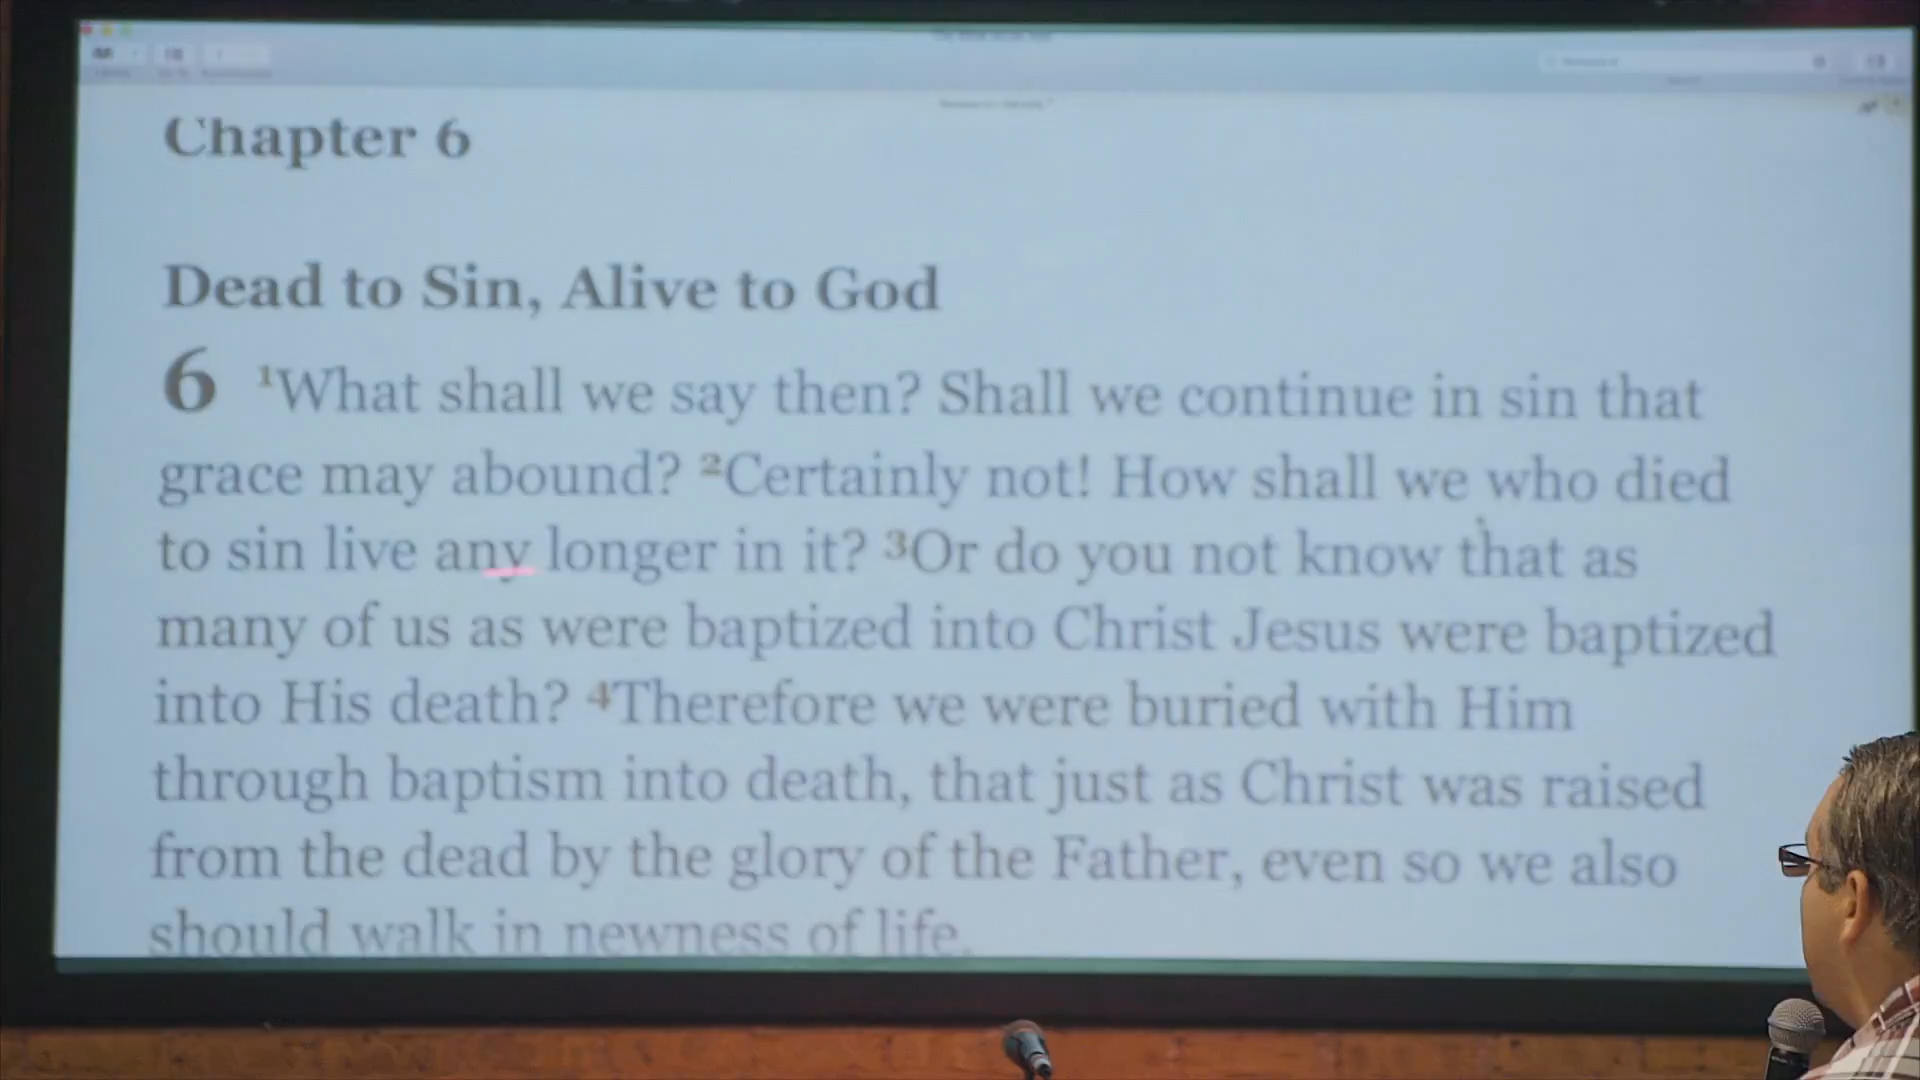 Chapter 6
Dead to Sin, Alive to God
6 1What shall we say then? Shall we continue in sin that
grace may abound? 2Certainly not! How shall we who died
to sin live any longer in it? 3Or do you not know that as
many of us as were baptized into Christ Jesus were baptized
into His death? 4Therefore we were buried with Him
through baptism into death, that just as Christ was raised
from the dead by the glory of the Father, even so we also
should walk in newness of life.